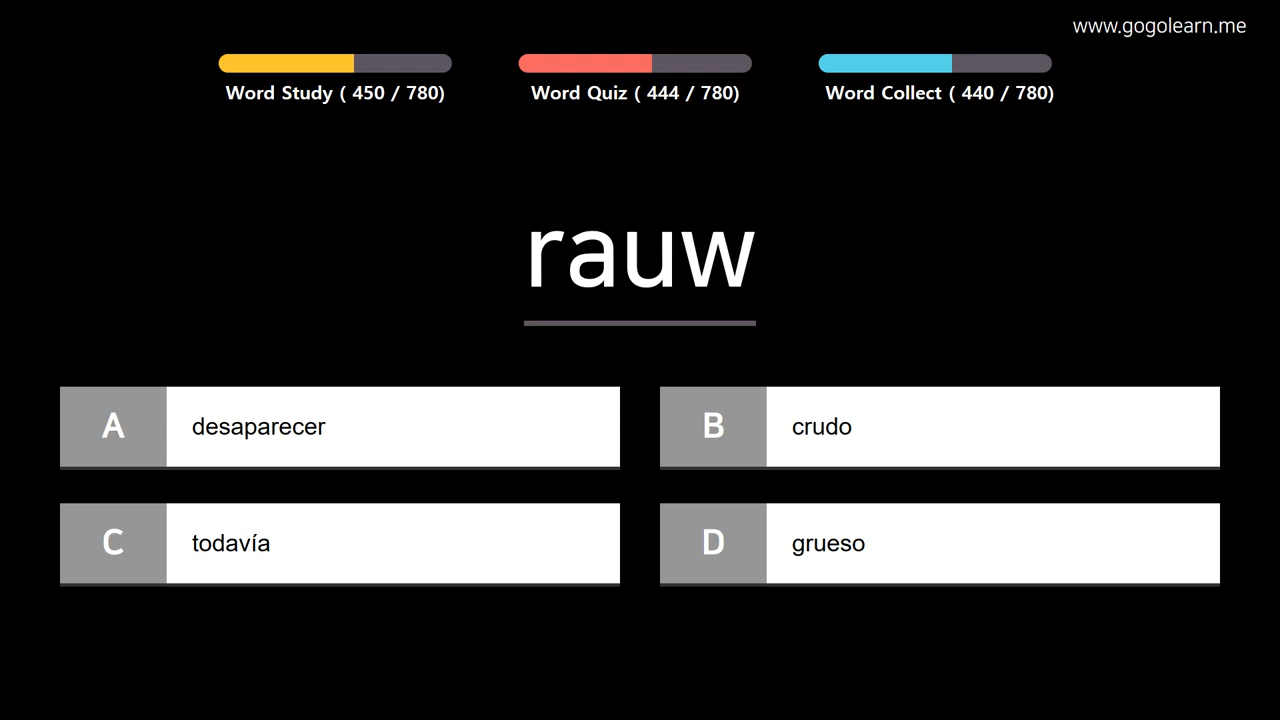 www.gogolearn.me
Word Study ( 450 / 780)
Word Quiz ( 444 / 780)
Word Collect ( 440 / 780)
rauw
A desaparecer
B crudo
C todavía
D grueso